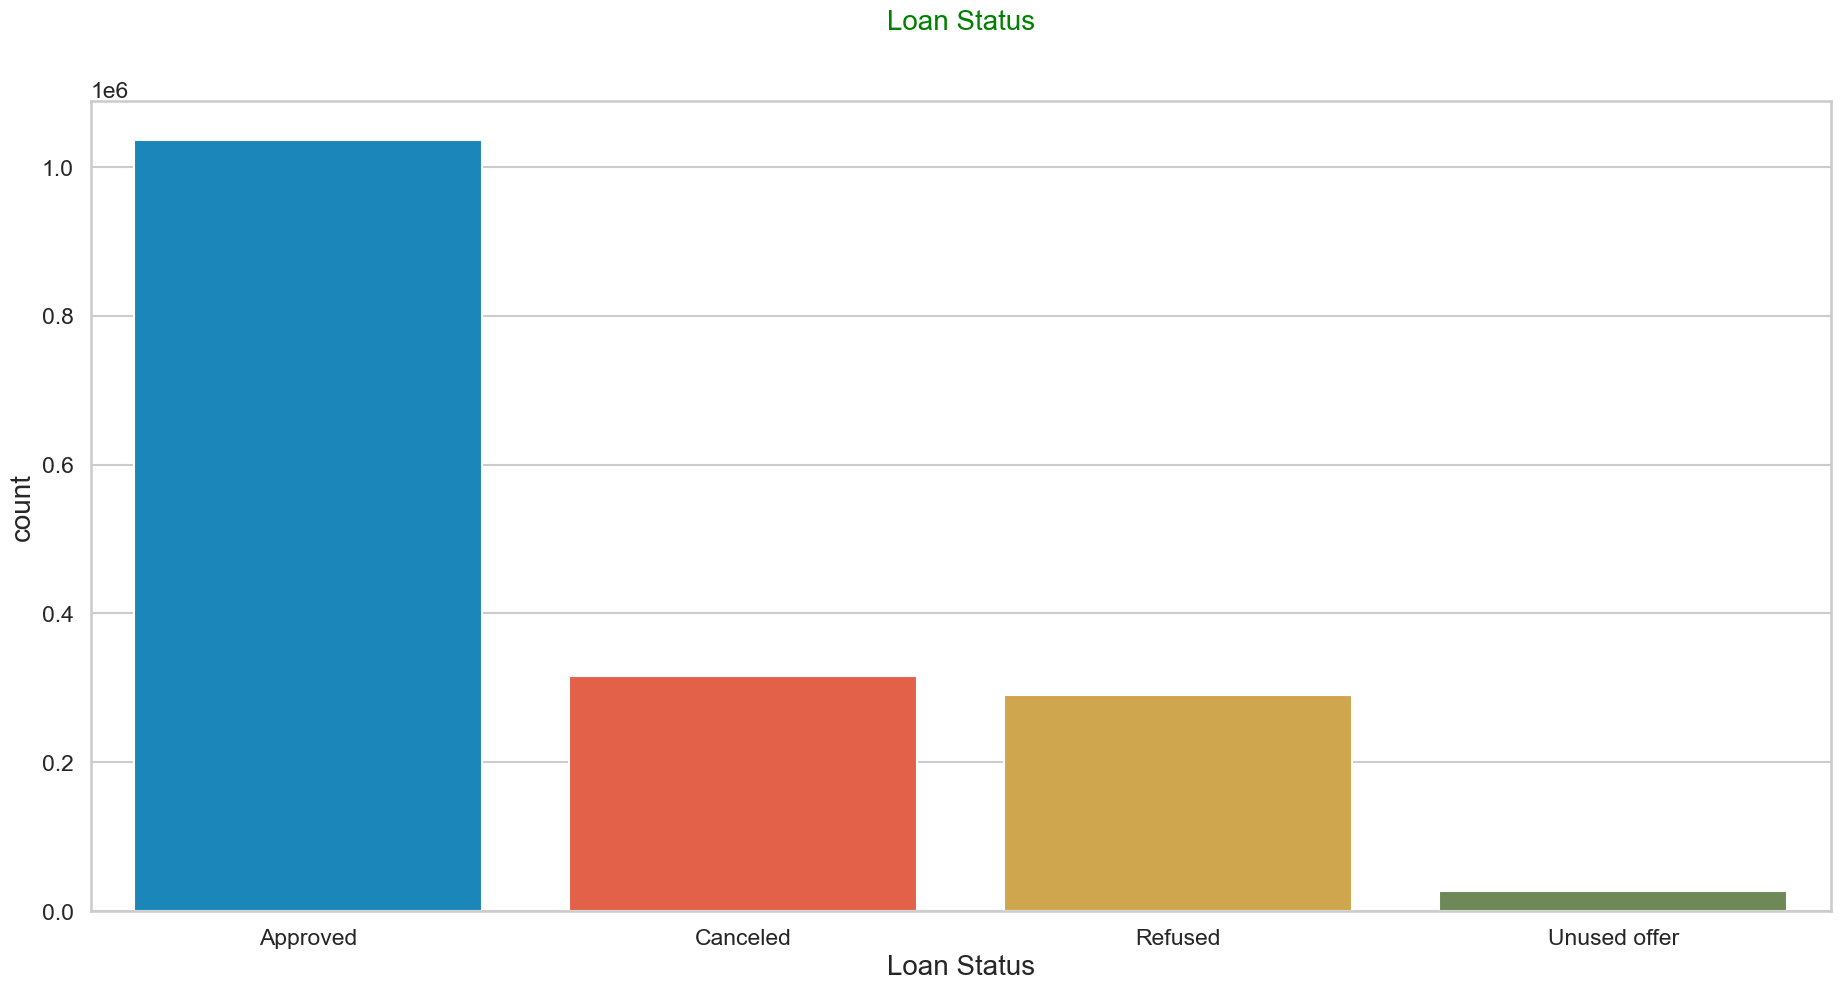 Loan Status
1e6
1.0
0.8
0.6
0.4
0.2
0.0
count
Approved Canceled Refused Unused offer
Loan Status